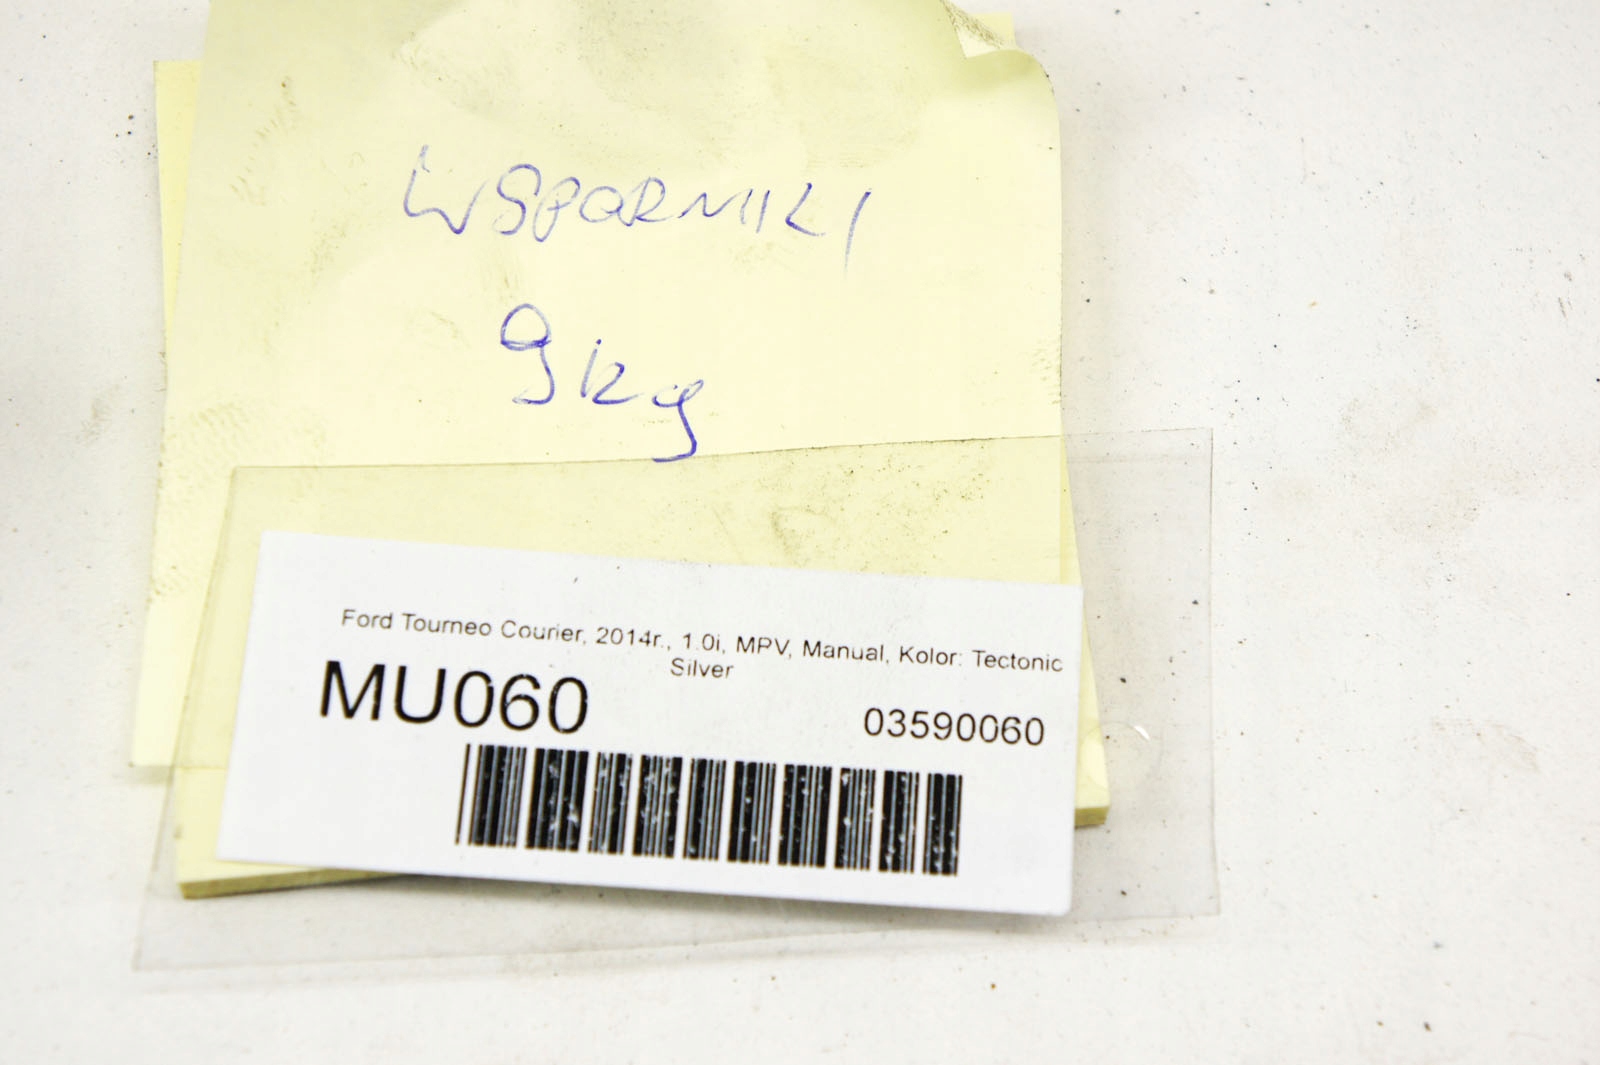 WSPORNIKI
9kg
Ford Tourneo Courier, 2014r., 1.0i, MPV, Manual, Kolor: Tectonic
Silver
MU060
03590060